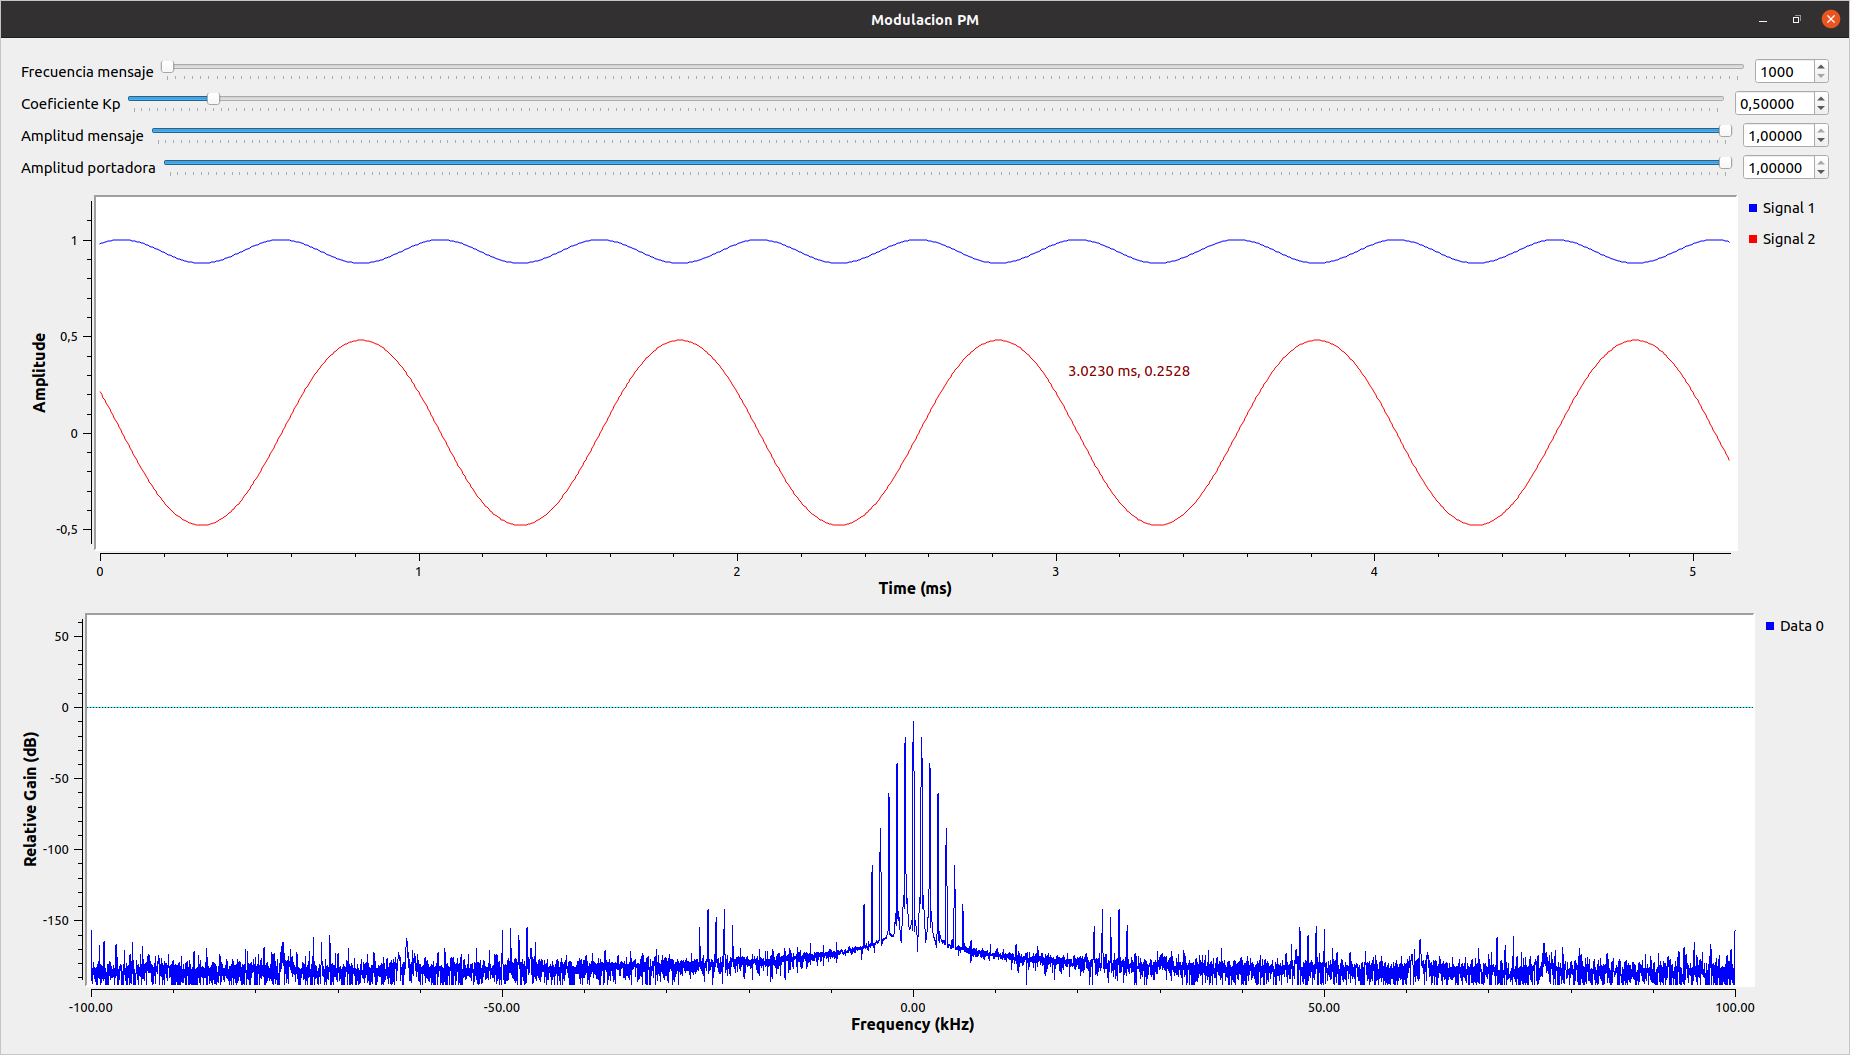 Modulacion PM
Frecuencia mensaje 1000
Coeficiente Kp 0,50000
Amplitud mensaje 1,00000
Amplitud portadora 1,00000
Signal 1
Signal 2
Amplitude
1
0,5
0
-0,5
3.0230 ms, 0.2528
0 1 2 3 4 5
Time (ms)
Data 0
Relative Gain (dB)
50
0
-50
-100
-150
-100.00 -50.00 0.00 50.00 100.00
Frequency (kHz)